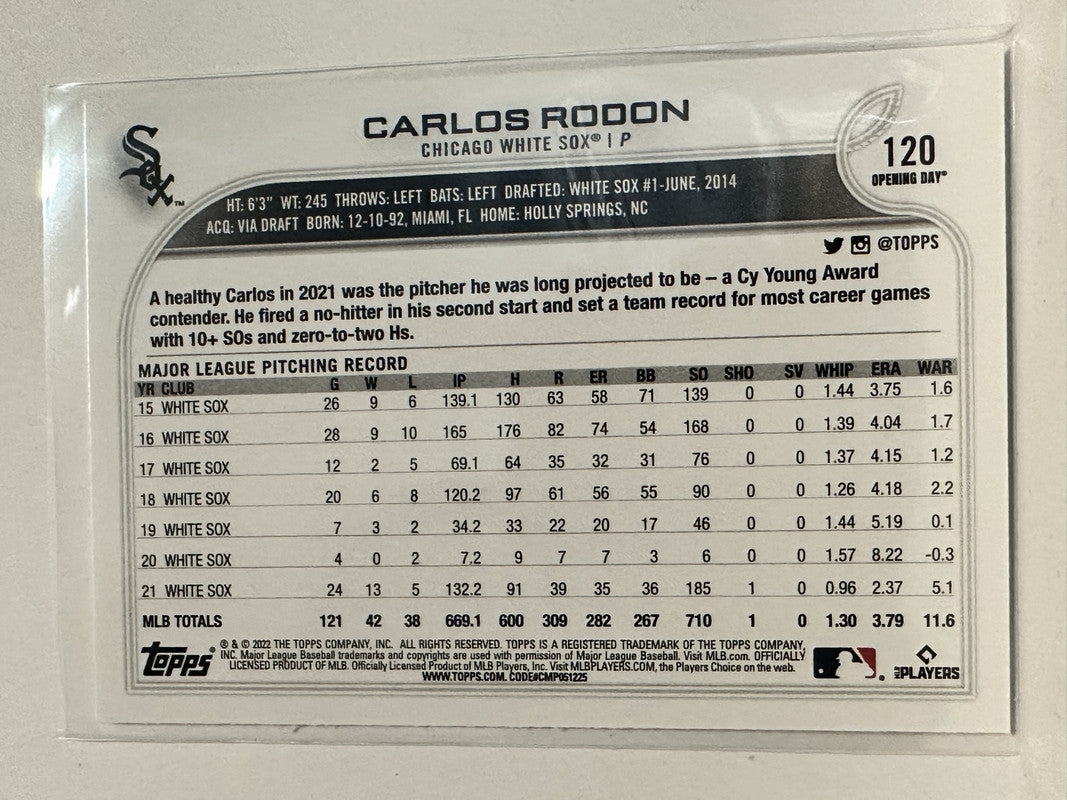 Sox™
CARLOS RODON
CHICAGO WHITE SOX® | P
120
OPENING DAY®
HT: 6'3" WT: 245 THROWS: LEFT BATS: LEFT DRAFTED: WHITE SOX #1-JUNE, 2014
ACQ: VIA DRAFT BORN: 12-10-92, MIAMI, FL HOME: HOLLY SPRINGS, NC
@TOPPS
A healthy Carlos in 2021 was the pitcher he was long projected to be – a Cy Young Award
contender. He fired a no-hitter in his second start and set a team record for most career games
with 10+ SOs and zero-to-two Hs.
MAJOR LEAGUE PITCHING RECORD
YR CLUB G W L IP H R ER BB SO SHO SV WHIP ERA WAR
15 WHITE SOX 26 9 6 139.1 130 63 58 71 139 0 0 1.44 3.75 1.6
16 WHITE SOX 28 9 10 165 176 82 74 54 168 0 0 1.39 4.04 1.7
17 WHITE SOX 12 2 5 69.1 64 35 32 31 76 0 0 1.37 4.15 1.2
18 WHITE SOX 20 6 8 120.2 97 61 56 55 90 0 0 1.26 4.18 2.2
19 WHITE SOX 7 3 2 34.2 33 22 20 17 46 0 0 1.44 5.19 0.1
20 WHITE SOX 4 0 2 7.2 9 7 7 3 6 0 0 1.57 8.22 -0.3
21 WHITE SOX 24 13 5 132.2 91 39 35 36 185 1 0 0.96 2.37 5.1
MLB TOTALS 121 42 38 669.1 600 309 282 267 710 1 0 1.30 3.79 11.6
topps®
® & © 2022 THE TOPPS COMPANY, INC. ALL RIGHTS RESERVED. TOPPS IS A REGISTERED TRADEMARK OF THE TOPPS COMPANY,
INC. Major League Baseball trademarks and copyrights are used with permission of Major League Baseball. Visit MLB.com. OFFICIALLY
LICENSED PRODUCT OF MLB. Officially Licensed Product of MLB Players, Inc. Visit MLBPLAYERS.COM, the Players Choice on the web.
WWW.TOPPS.COM. CODE#CMP051225
MLB PLAYERS